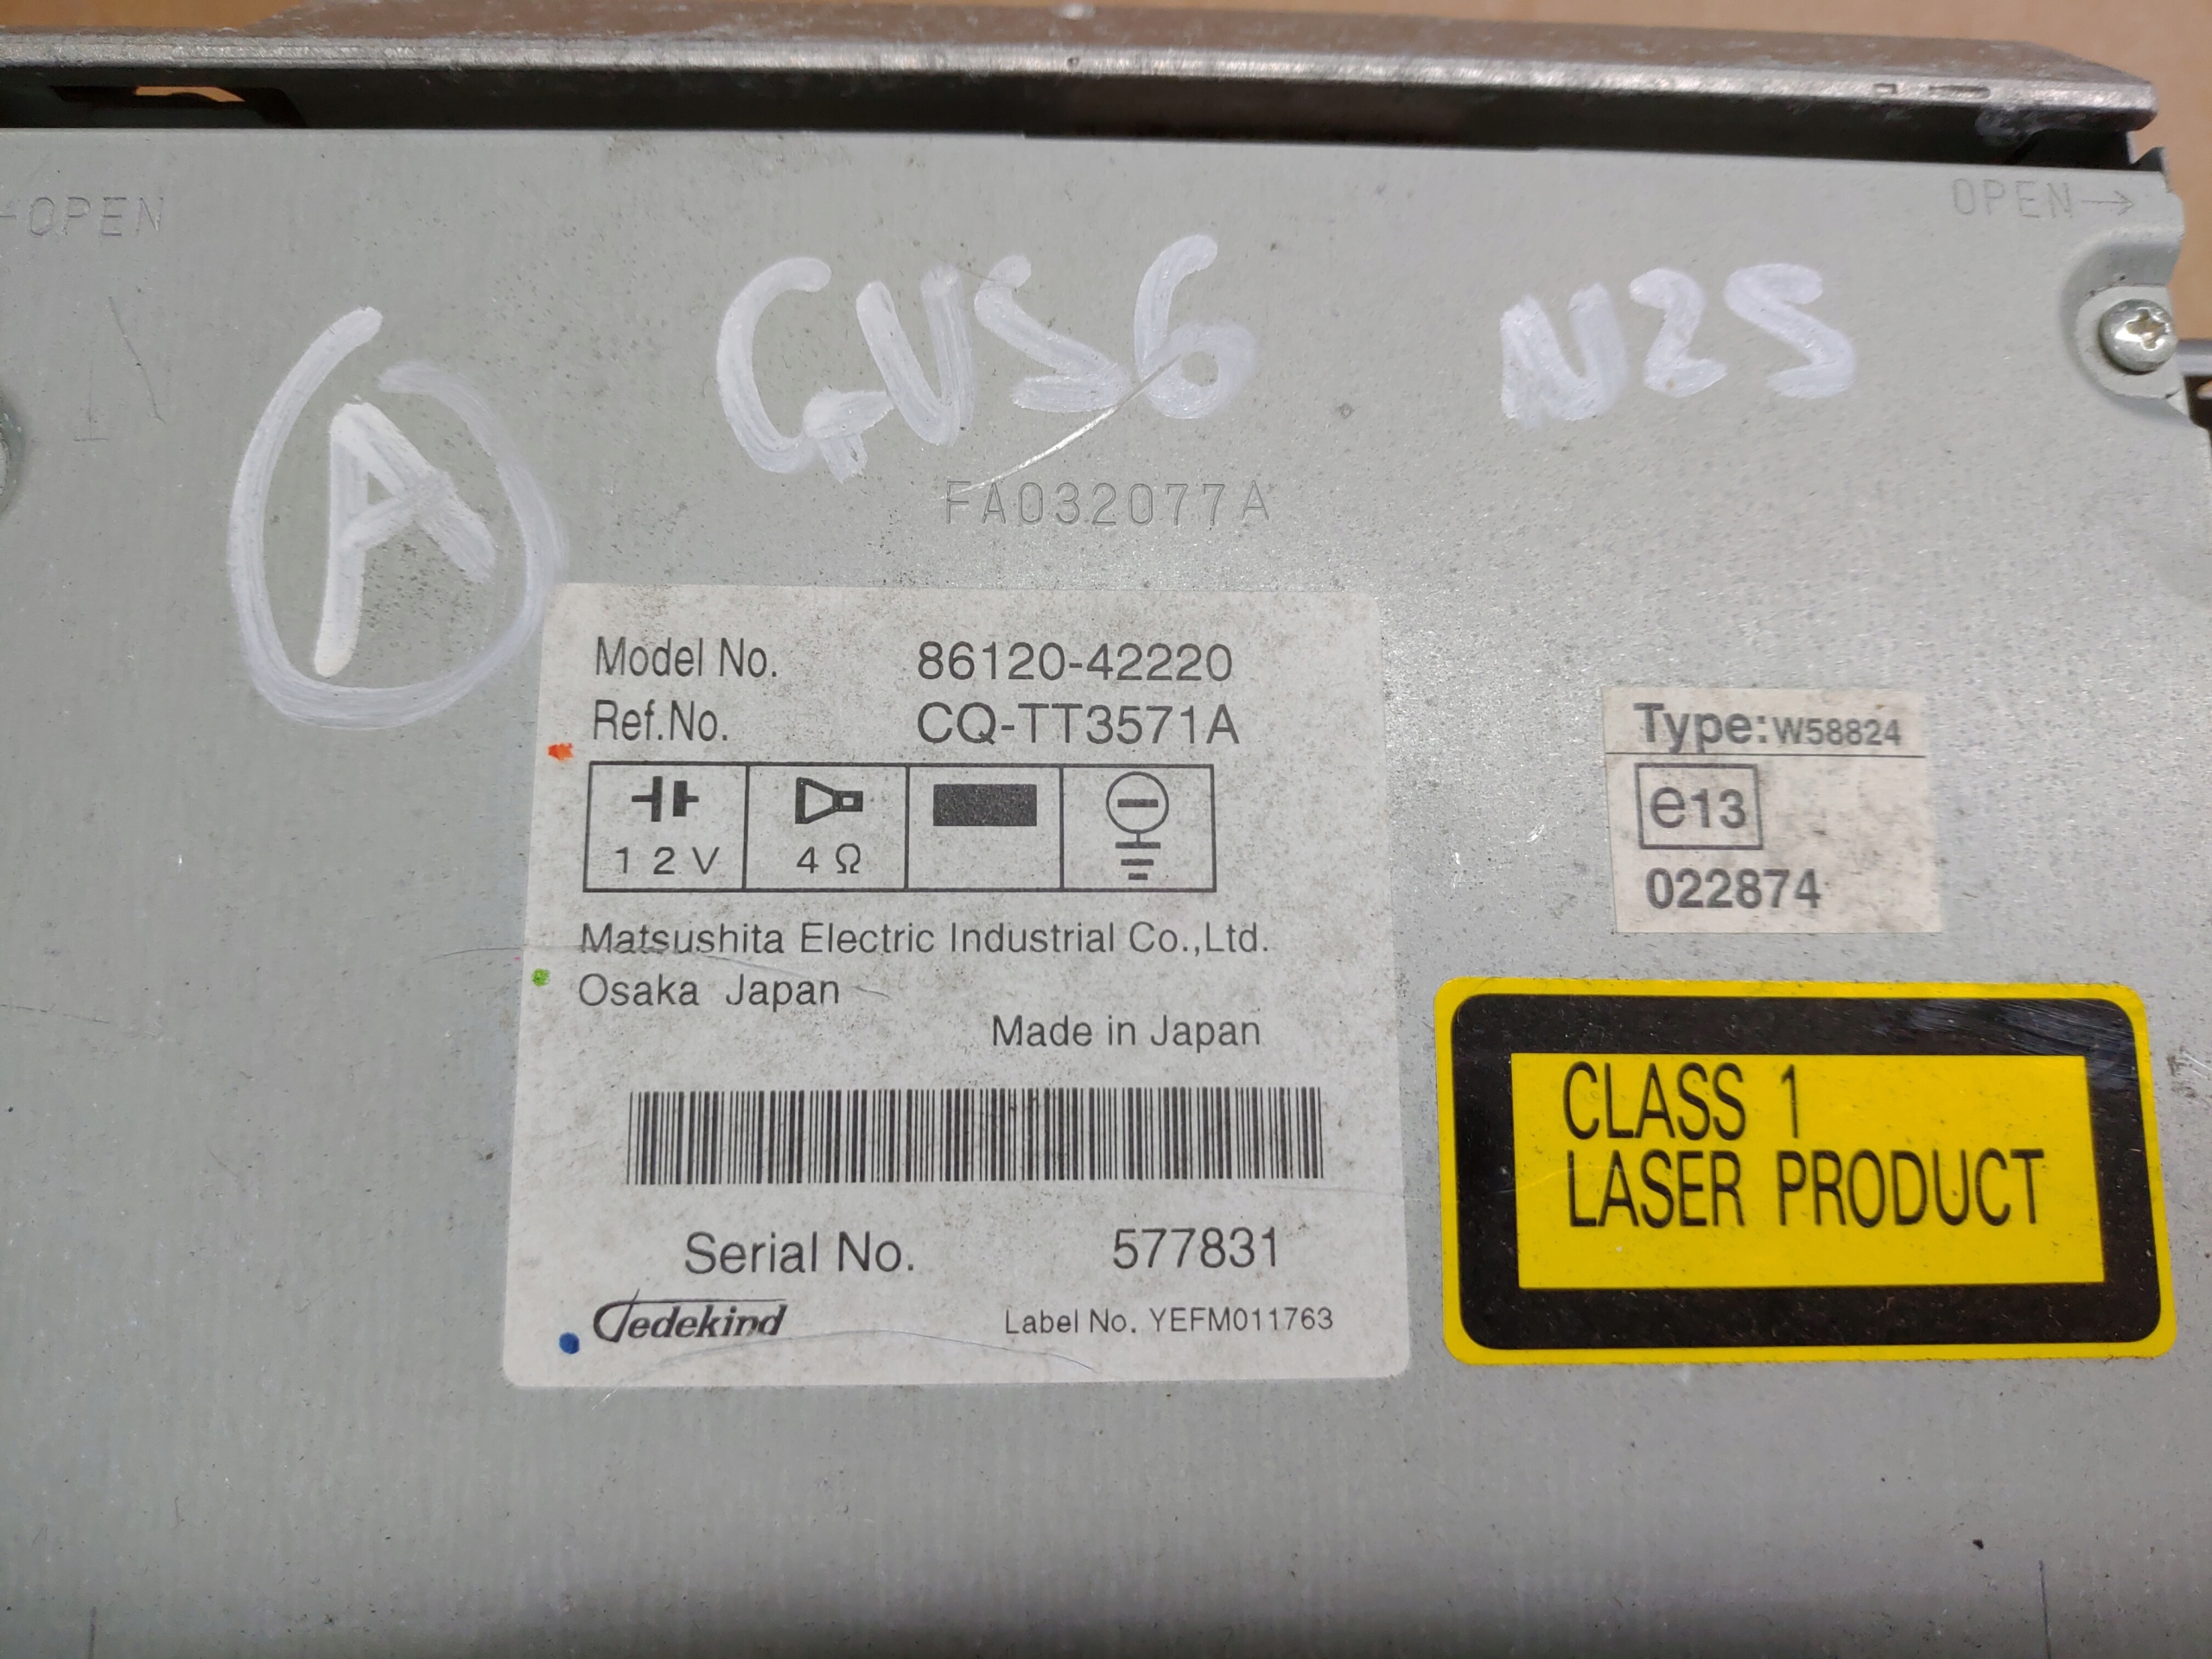 OPEN
OPEN→
A
GVS6
N2S
FA032077A
Model No. 86120-42220
Ref.No. CQ-TT3571A
12V
4Ω
Matsushita Electric Industrial Co.,Ltd.
Osaka Japan
Made in Japan
Serial No. 577831
Jedekind
Label No. YEFM011763
Type:W58824
e13
022874
CLASS 1
LASER PRODUCT